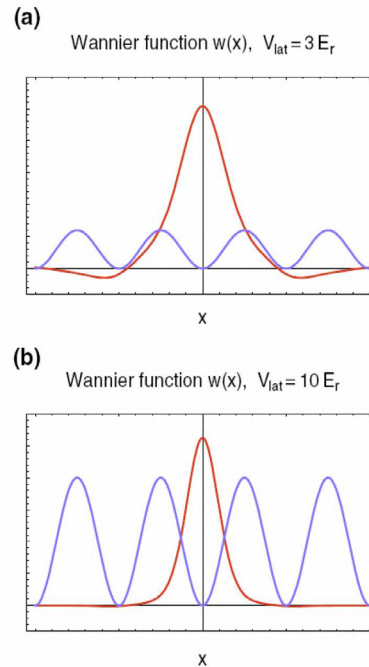 (a)
Wannier function w(x), V_lat = 3 E_r
x
(b)
Wannier function w(x), V_lat = 10 E_r
x